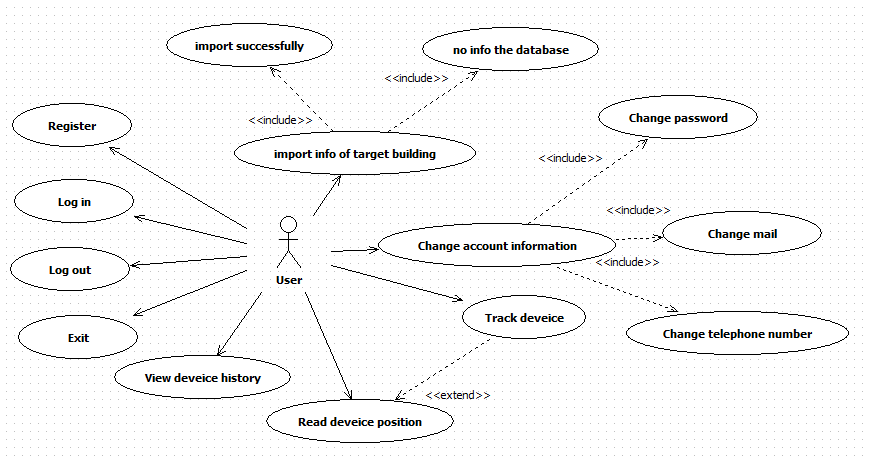 import successfully
no info the database
<<include>>
<<include>>
Register
Change password
import info of target building
<<include>>
Log in
<<include>>
Change mail
Change account information
<<include>>
Log out
User
Track deveice
Exit
Change telephone number
View deveice history
<<extend>>
Read deveice position